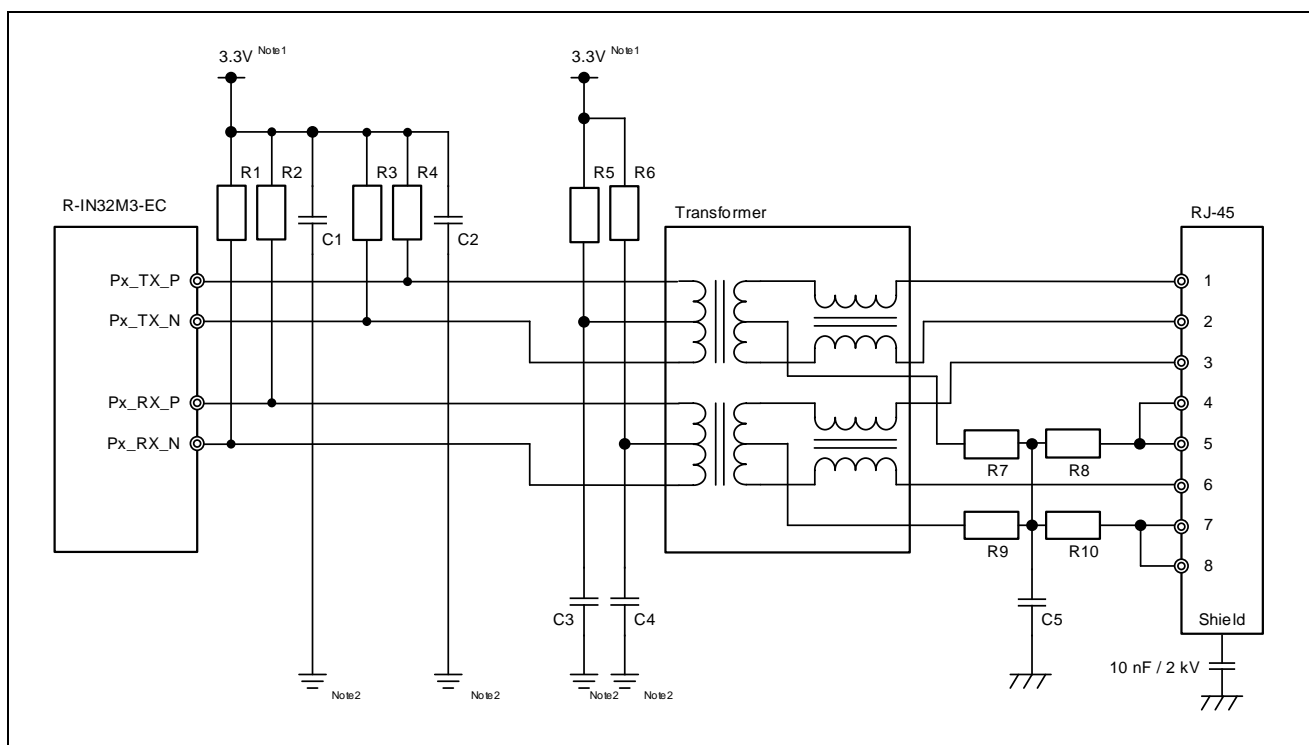 3.3V Note1
3.3V Note1
R1
R2
R3
R4
R5
R6
C1
C2
R-IN32M3-EC
Transformer
RJ-45
Px_TX_P
Px_TX_N
Px_RX_P
Px_RX_N
1
2
3
4
5
6
7
8
R7
R8
R9
R10
C3
C4
C5
Shield
10 nF / 2 kV
Note2
Note2
Note2
Note2